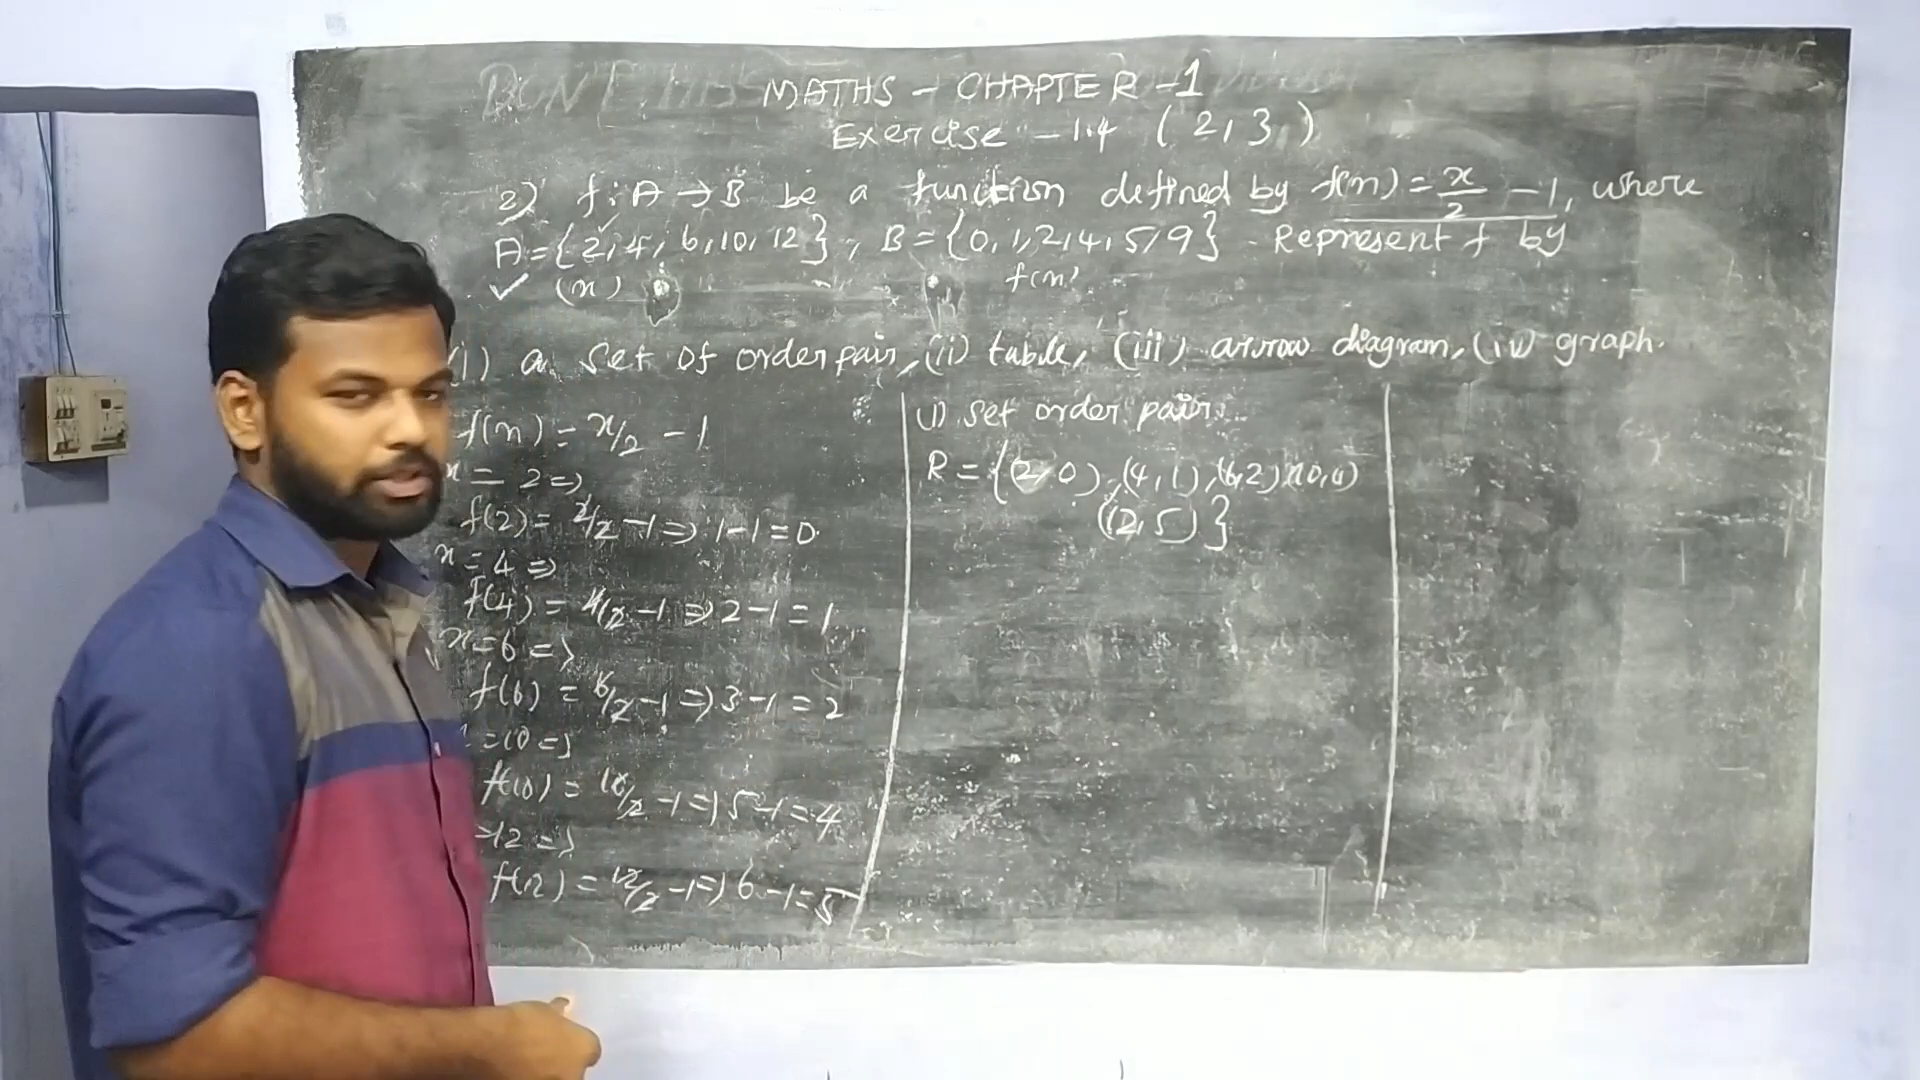 MATHS - CHAPTER - 1
Exercise - 1.4 (2,3)
2) f: A → B be a function defined by f(x) = x/2 - 1, where
A = {2, 4, 6, 10, 12}, B = {0, 1, 2, 4, 5, 9} Represent f by
(x) f(x)
(i) a set of order pair, (ii) table, (iii) arrow diagram, (iv) graph.
f(x) = x/2 - 1
x = 2 =>
f(2) = 2/2 - 1 => 1 - 1 = 0
x = 4 =>
f(4) = 4/2 - 1 => 2 - 1 = 1
x = 6 =>
f(6) = 6/2 - 1 => 3 - 1 = 2
= 10 =>
f(10) = 10/2 - 1 => 5 - 1 = 4
= 12 =>
f(12) = 12/2 - 1 => 6 - 1 = 5
(1) set order pair
R = {(2, 0), (4, 1), (6, 2) (10, 4)
(12, 5)}